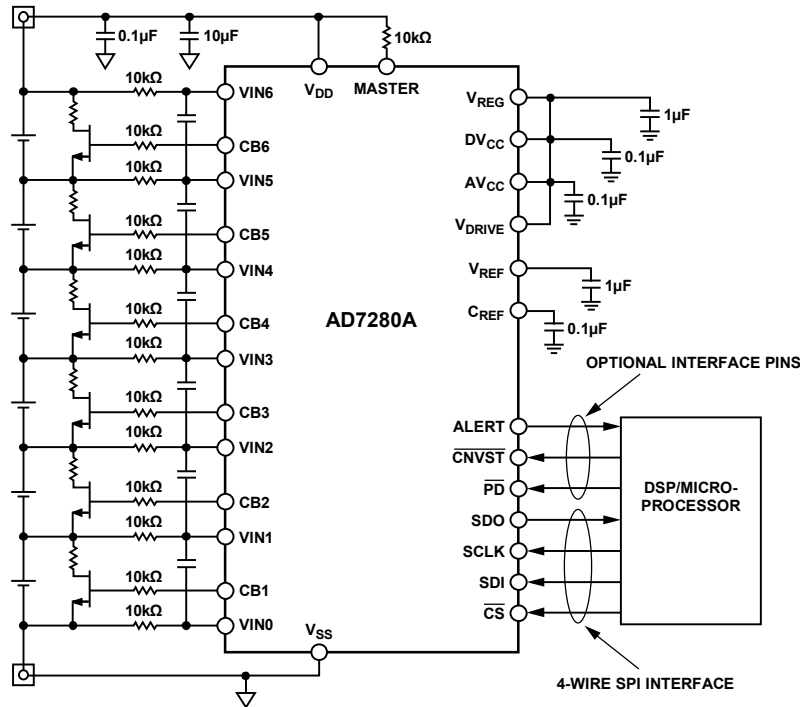 0.1µF
10µF
10kΩ
10kΩ
VIN6
10kΩ
CB6
10kΩ
VIN5
10kΩ
CB5
10kΩ
VIN4
10kΩ
CB4
10kΩ
VIN3
10kΩ
CB3
10kΩ
VIN2
10kΩ
CB2
10kΩ
VIN1
10kΩ
CB1
10kΩ
VIN0
VDD
MASTER
VSS
AD7280A
VREG
1µF
DVCC
0.1µF
AVCC
0.1µF
VDRIVE
VREF
1µF
CREF
0.1µF
OPTIONAL INTERFACE PINS
ALERT
CNVST
PD
SDO
SCLK
SDI
CS
DSP/MICRO-
PROCESSOR
4-WIRE SPI INTERFACE